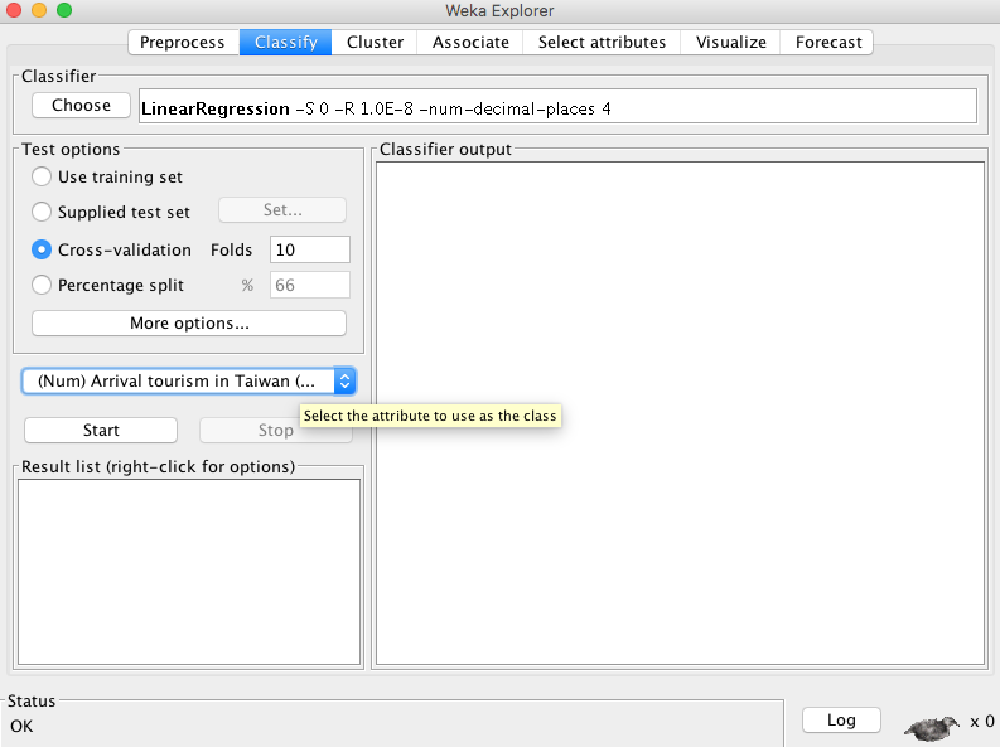 Weka Explorer
Preprocess Classify Cluster Associate Select attributes Visualize Forecast
Classifier
Choose LinearRegression -S 0 -R 1.0E-8 -num-decimal-places 4
Test options
Use training set
Supplied test set Set...
Cross-validation Folds 10
Percentage split % 66
More options...
(Num) Arrival tourism in Taiwan (...
Select the attribute to use as the class
Start Stop
Result list (right-click for options)
Classifier output
Status
OK
Log x 0